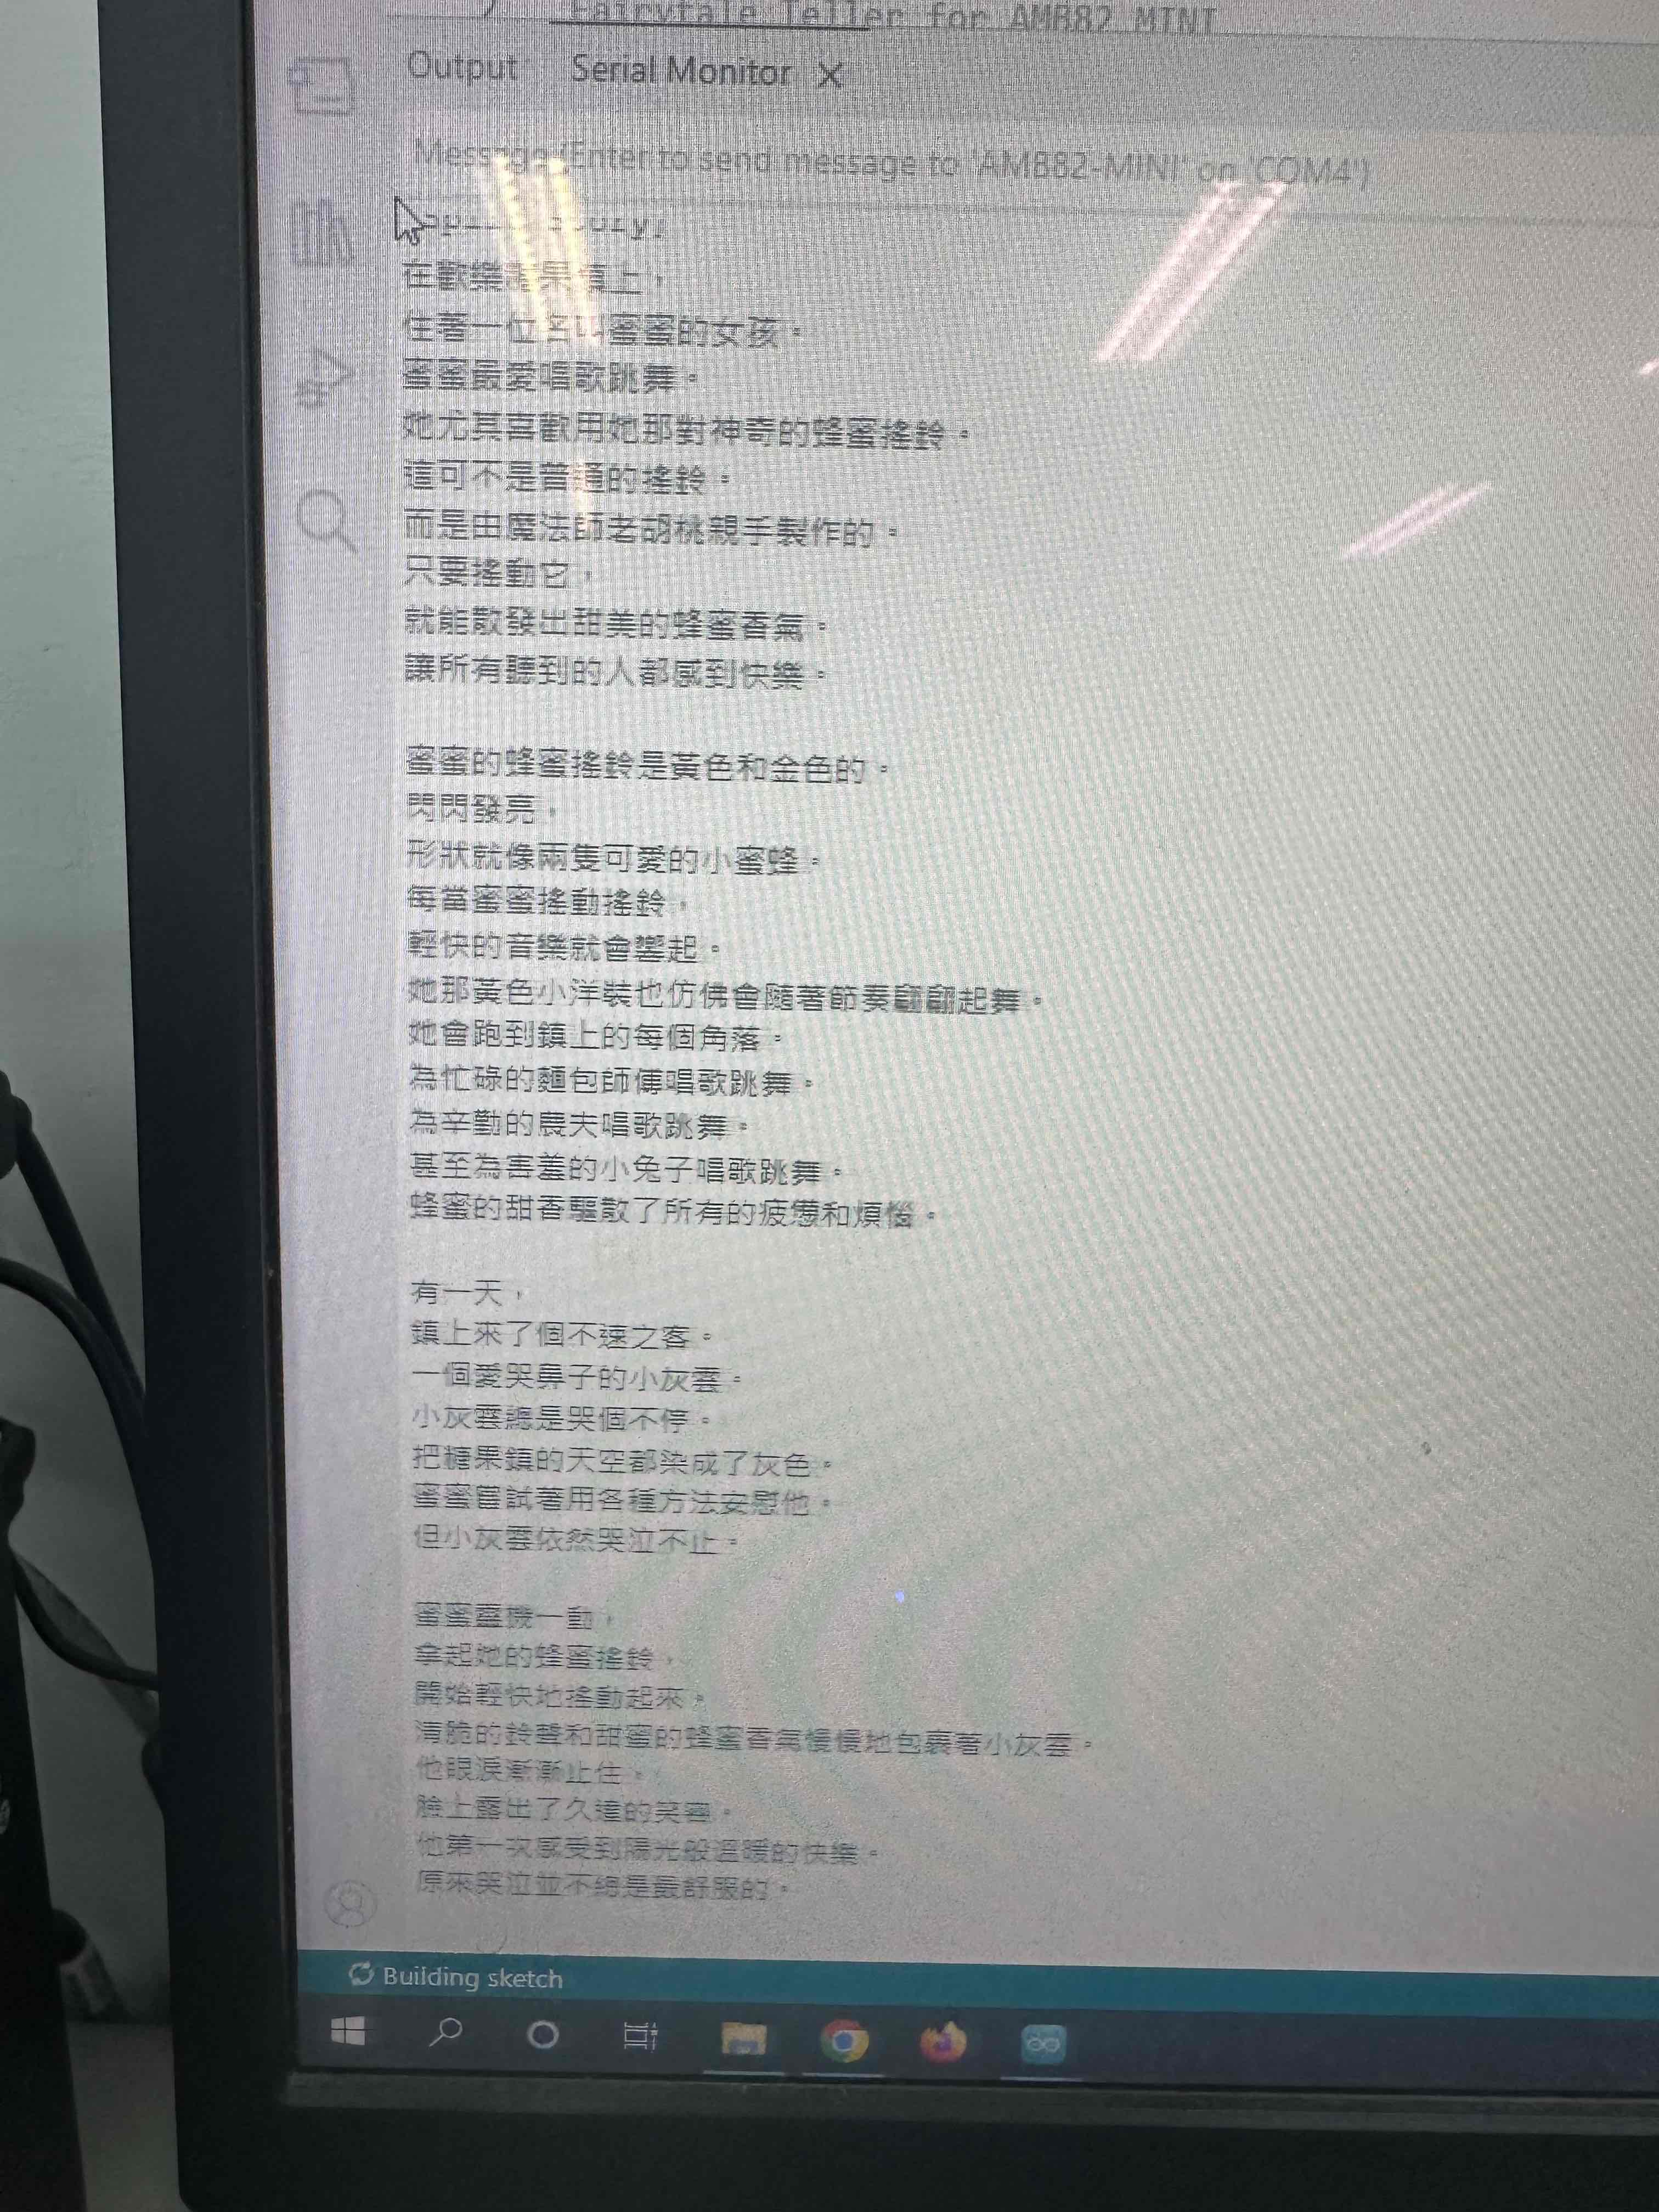 Fairytale Teller for AMB82 MINI
Output Serial Monitor X
Message (Enter to send message to 'AMB82-MINI' on 'COM4')
story.
在歡樂糖果鎮上，
住著一位名叫蜜蜜的女孩。
蜜蜜最愛唱歌跳舞。
她尤其喜歡用她那對神奇的蜂蜜搖鈴。
這可不是普通的搖鈴。
而是由魔法師老胡桃親手製作的。
只要搖動它，
就能散發出甜美的蜂蜜香氣。
讓所有聽到的人都感到快樂。
蜜蜜的蜂蜜搖鈴是黃色和金色的。
閃閃發亮，
形狀就像兩隻可愛的小蜜蜂。
每當蜜蜜搖動搖鈴，
輕快的音樂就會響起。
她那黃色小洋裝也仿佛會隨著節奏翩翩起舞。
她會跑到鎮上的每個角落。
為忙碌的麵包師傅唱歌跳舞。
為辛勤的農夫唱歌跳舞。
甚至為害羞的小兔子唱歌跳舞。
蜂蜜的甜香驅散了所有的疲憊和煩惱。
有一天，
鎮上來了個不速之客。
一個愛哭鼻子的小灰雲。
小灰雲總是哭個不停。
把糖果鎮的天空都染成了灰色。
蜜蜜嘗試著用各種方法安慰他。
但小灰雲依然哭泣不止。
蜜蜜靈機一動，
拿起她的蜂蜜搖鈴，
開始輕快地搖動起來。
清脆的鈴聲和甜蜜的蜂蜜香氣慢慢地包裹著小灰雲。
他眼淚漸漸止住。
臉上露出了久違的笑容。
他第一次感受到陽光般溫暖的快樂。
原來哭泣並不總是最舒服的。
Building sketch